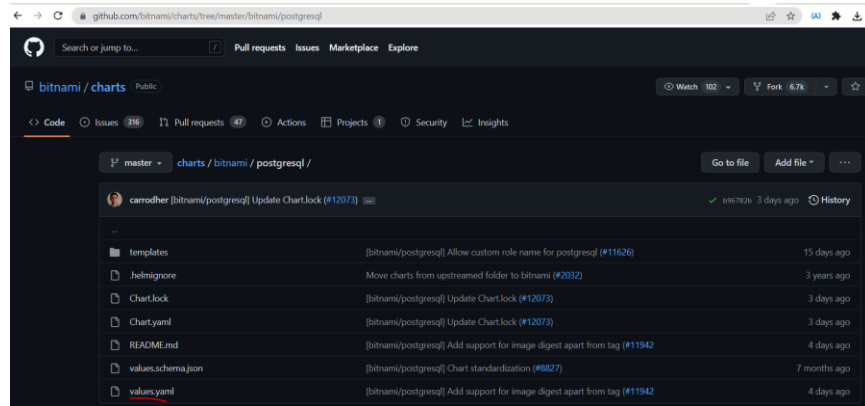 github.com/bitnami/charts/tree/master/bitnami/postgresql
Search or jump to... / Pull requests Issues Marketplace Explore
bitnami / charts Public Watch 102 Fork 6.7k
<> Code Issues 316 Pull requests 47 Actions Projects 1 Security Insights
master charts / bitnami / postgresql / Go to file Add file ...
carrodher [bitnami/postgresql] Update Chart.lock (#12073) ... b96782b 3 days ago History
..
templates [bitnami/postgresql] Allow custom role name for postgresql (#11626) 15 days ago
.helmignore Move charts from upstreamed folder to bitnami (#2032) 3 years ago
Chart.lock [bitnami/postgresql] Update Chart.lock (#12073) 3 days ago
Chart.yaml [bitnami/postgresql] Update Chart.lock (#12073) 3 days ago
README.md [bitnami/postgresql] Add support for image digest apart from tag (#11942 4 days ago
values.schema.json [bitnami/postgresql] Chart standardization (#8827) 7 months ago
values.yaml [bitnami/postgresql] Add support for image digest apart from tag (#11942 4 days ago